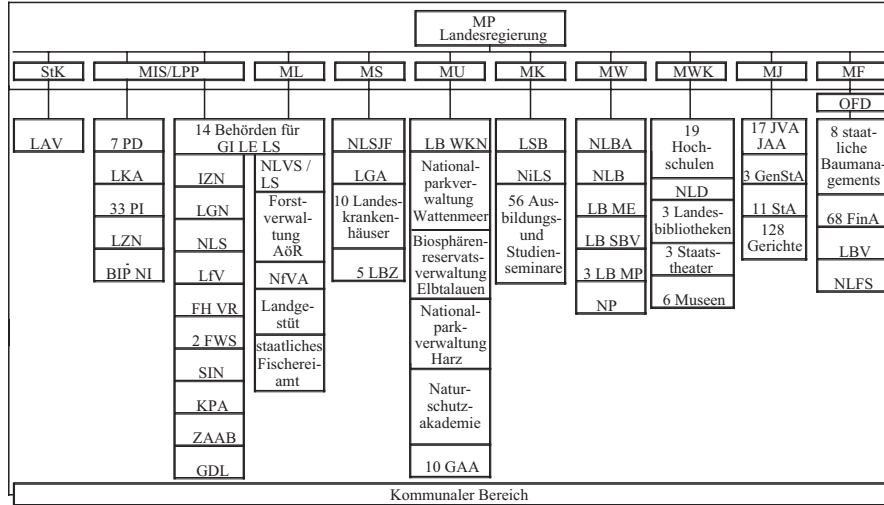 MP
Landesregierung
StK
MIS/LPP
ML
MS
MU
MK
MW
MWK
MJ
MF
OFD
LAV
7 PD
LKA
33 PI
LZN
-
BIP NI
14 Behörden für
GI LE LS
IZN
LGN
NLS
LfV
FH VR
2 FWS
SIN
KPA
ZAAB
GDL
NLVS /
LS
Forst-
verwal-
tung
AöR
NfVA
Landge-
stüt
staatliches
Fischerei-
amt
NLSJF
LGA
10 Landes-
kranken-
häuser
5 LBZ
LB WKN
National-
parkver-
waltung
Wattenmeer
Biosphären-
reservats-
verwaltung
Elbtalauen
National-
park-
verwaltung
Harz
Natur-
schutz-
akademie
10 GAA
LSB
NiLS
56 Aus-
bildungs-
und
Studien-
seminare
NLBA
NLB
LB ME
LB SBV
3 LB MP
NP
19
Hoch-
schulen
NLD
3 Landes-
bibliotheken
3 Staats-
theater
6 Museen
17 JVA
JAA
3 GenStA
11 StA
128
Gerichte
8 staat-
liche
Baumana-
gements
68 FinA
LBV
NLFS
Kommunaler Bereich